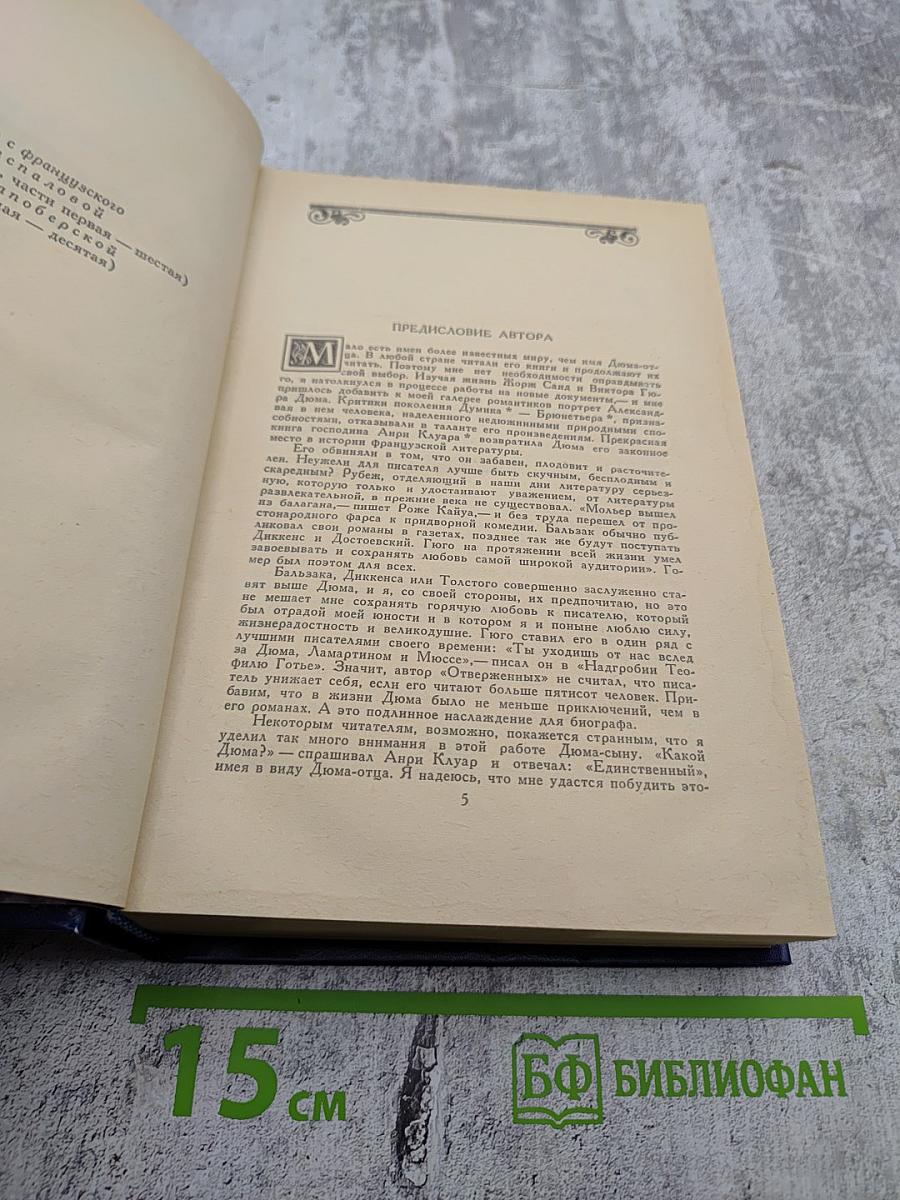 с французского
спаловой
части первая — шестая)
поберской
ная — десятая)
ПРЕДИСЛОВИЕ АВТОРА
Мало есть имен более известных миру, чем имя Дюма-от-
ца. В любой стране читали его книги и продолжают их
читать. Поэтому мне нет необходимости оправдывать
свой выбор. Изучая жизнь Жорж Санд и Виктора Гю-
го, я натолкнулся в процессе работы на новые документы,— и мне
пришлось добавить к моей галерее романтиков портрет Александ-
ра Дюма. Критики поколения Думика * — Брюнетьера *, призна-
вая в нем человека, наделенного недюжинными природными спо-
собностями, отказывали в таланте его произведениям. Прекрасная
книга господина Анри Клуара * возвратила Дюма его законное
место в истории французской литературы.
Его обвиняли в том, что он забавен, плодовит и расточите-
лен. Неужели для писателя лучше быть скучным, бесплодным и
скаредным? Рубеж, отделяющий в наши дни литературу серьез-
ную, которую только и удостаивают уважением, от литературы
развлекательной, в прежние века не существовал. «Мольер вышел
из балагана,— пишет Роже Кайуа,— и без труда перешел от про-
стонародного фарса к придворной комедии. Бальзак обычно пуб-
ликовал свои романы в газетах, позднее так же будут поступать
Диккенс и Достоевский. Гюго на протяжении всей жизни умел
завоевывать и сохранять любовь самой широкой аудитории». Го-
мер был поэтом для всех.
Бальзака, Диккенса или Толстого совершенно заслуженно ста-
вят выше Дюма, и я, со своей стороны, их предпочитаю, но это
не мешает мне сохранять горячую любовь к писателю, который
был отрадой моей юности и в котором я и поныне люблю силу,
жизнерадостность и великодушие. Гюго ставил его в один ряд с
лучшими писателями своего времени: «Ты уходишь от нас вслед
за Дюма, Ламартином и Мюссе»,— писал он в «Надгробии Тео-
филю Готье». Значит, автор «Отверженных» не считал, что писа-
тель унижает себя, если его читают больше пятисот человек. При-
бавим, что в жизни Дюма было не меньше приключений, чем в
его романах. А это подлинное наслаждение для биографа.
Некоторым читателям, возможно, покажется странным, что я
уделил так много внимания в этой работе Дюма-сыну. «Какой
Дюма?» — спрашивал Анри Клуар и отвечал: «Единственный»,
имея в виду Дюма-отца. Я надеюсь, что мне удастся побудить это-
5
15 см
БФ БИБЛИОФАН